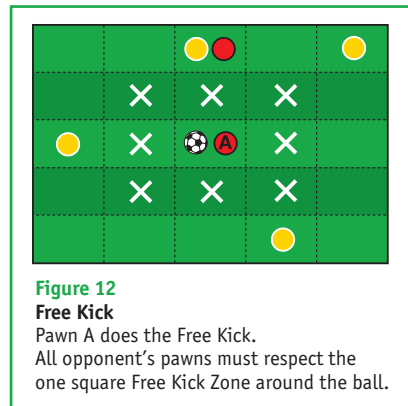 A
Figure 12
Free Kick
Pawn A does the Free Kick.
All opponent's pawns must respect the
one square Free Kick Zone around the ball.